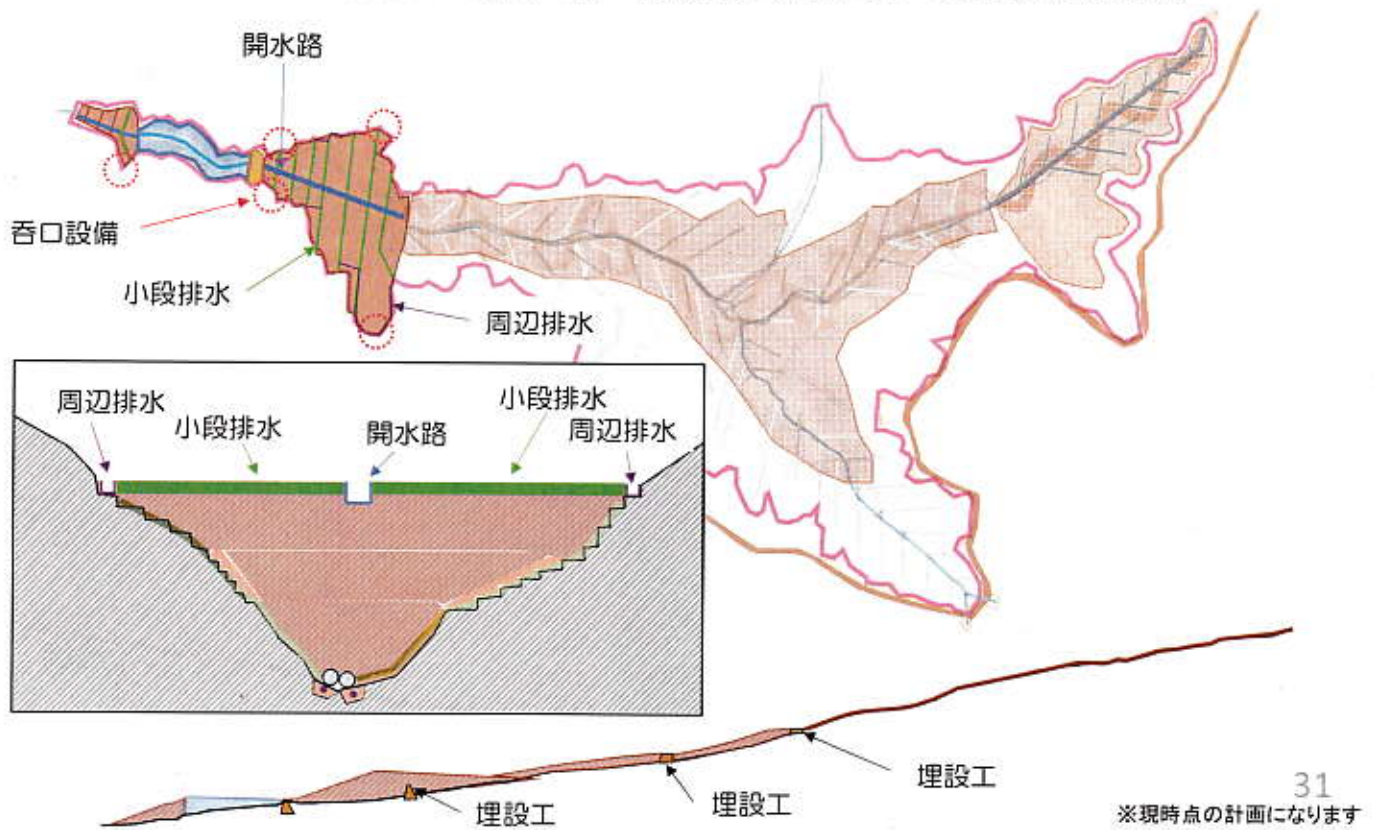 開水路
呑口設備
小段排水
周辺排水
周辺排水
小段排水
開水路
小段排水
周辺排水
埋設工
埋設工
埋設工
31
※現時点の計画になります